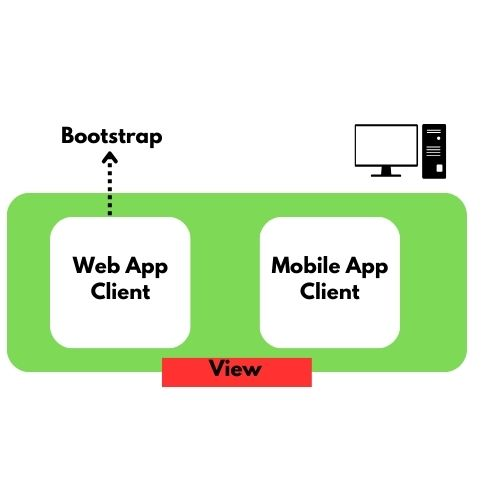 Bootstrap
Web App
Client
Mobile App
Client
View